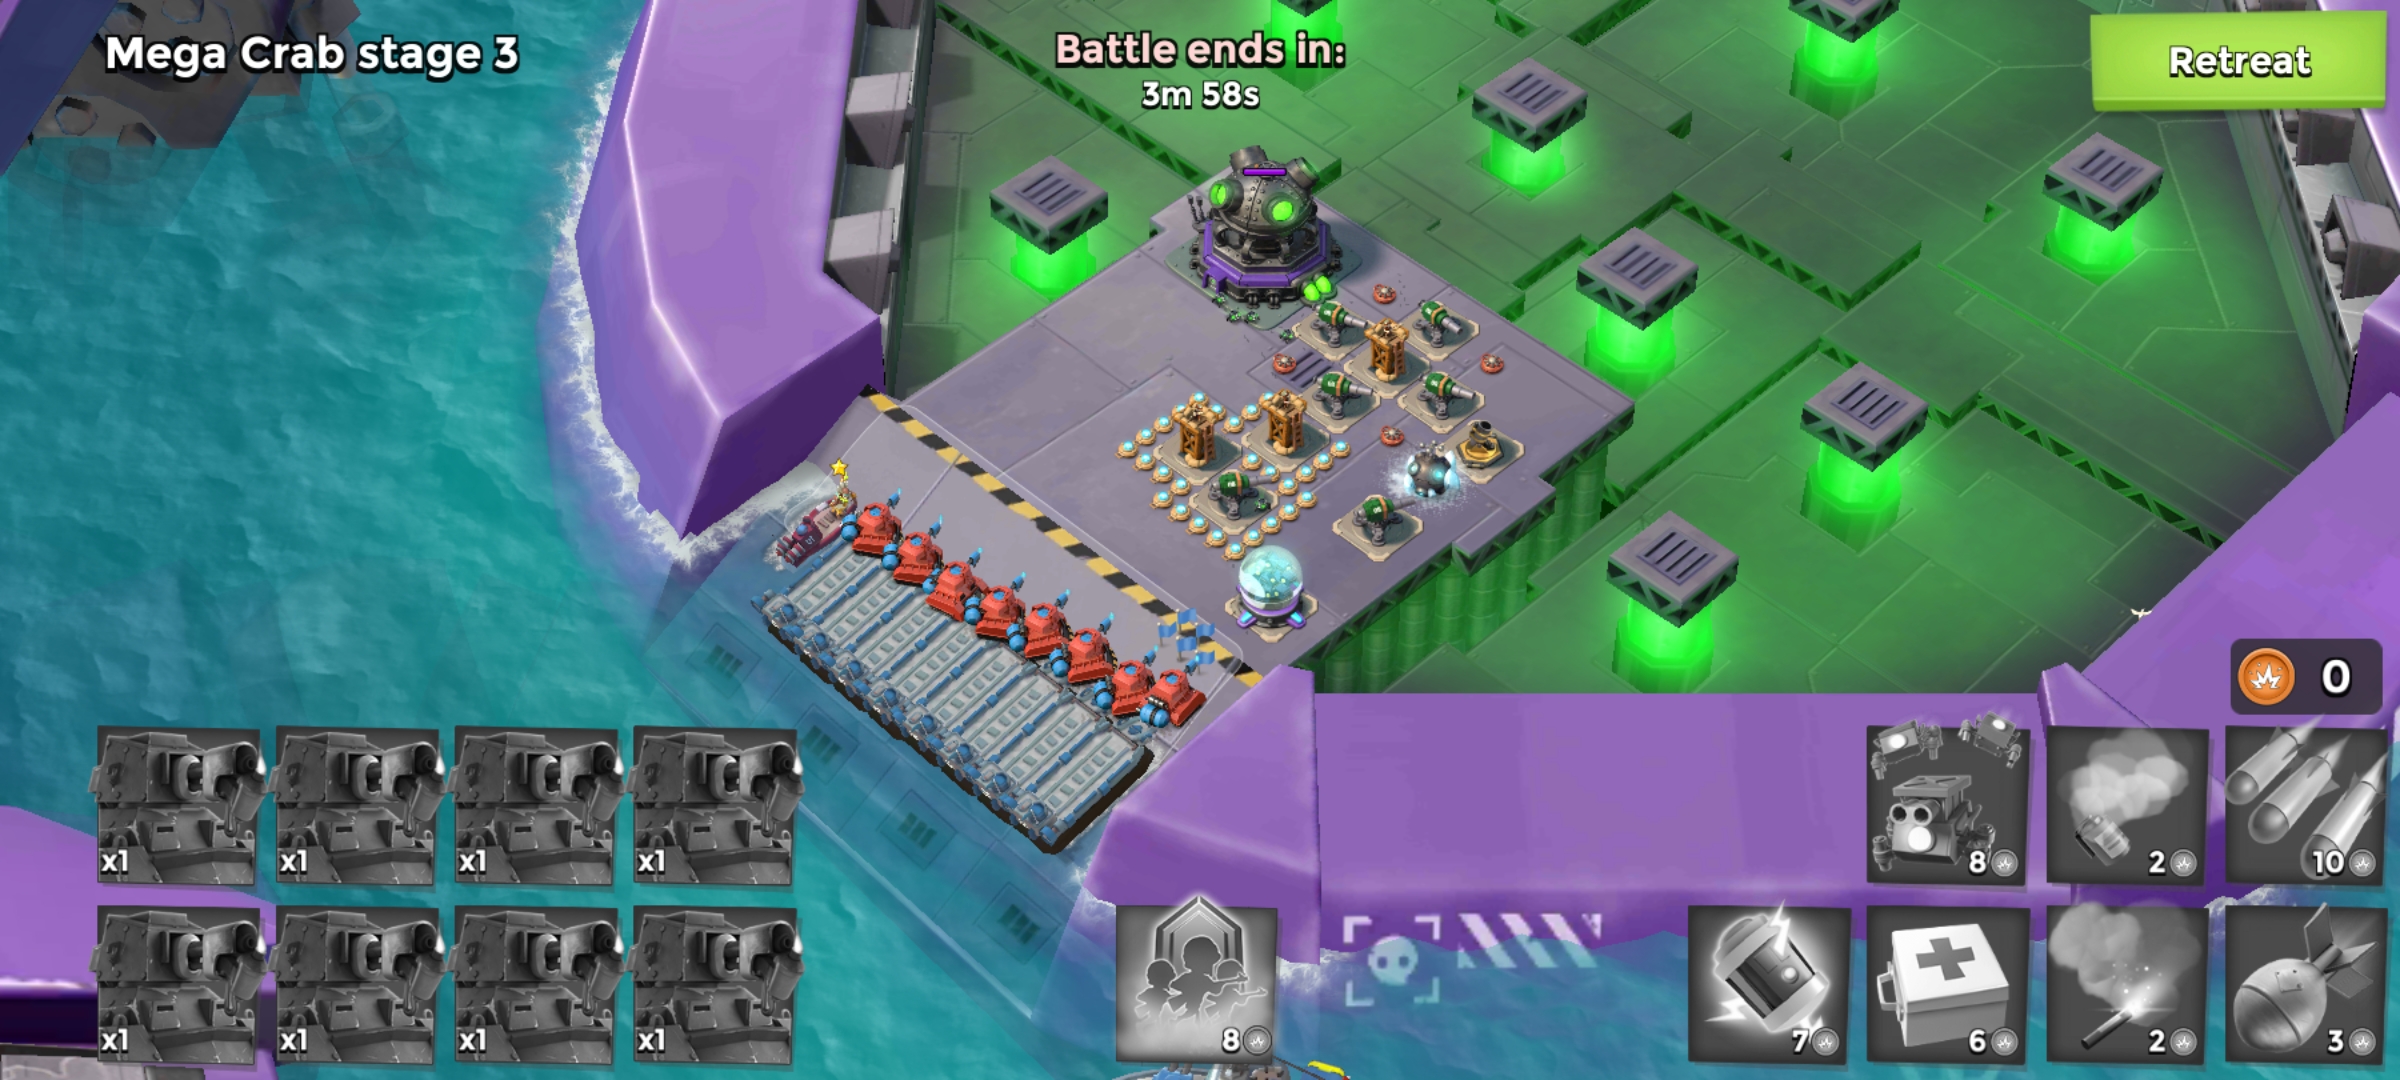 Mega Crab stage 3
Battle ends in:
3m 58s
Retreat
0
x1
x1
x1
x1
8
2
10
x1
x1
x1
x1
8
7
6
2
3